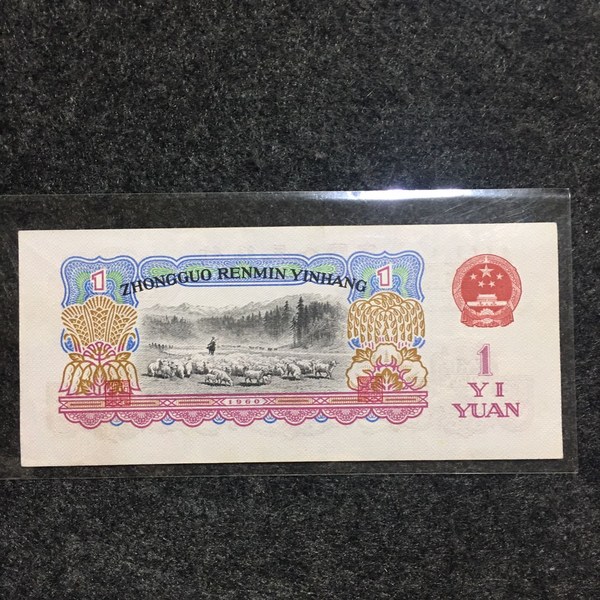 1
ZHONGGUO RENMIN YINHANG
1
1960
1
YI
YUAN